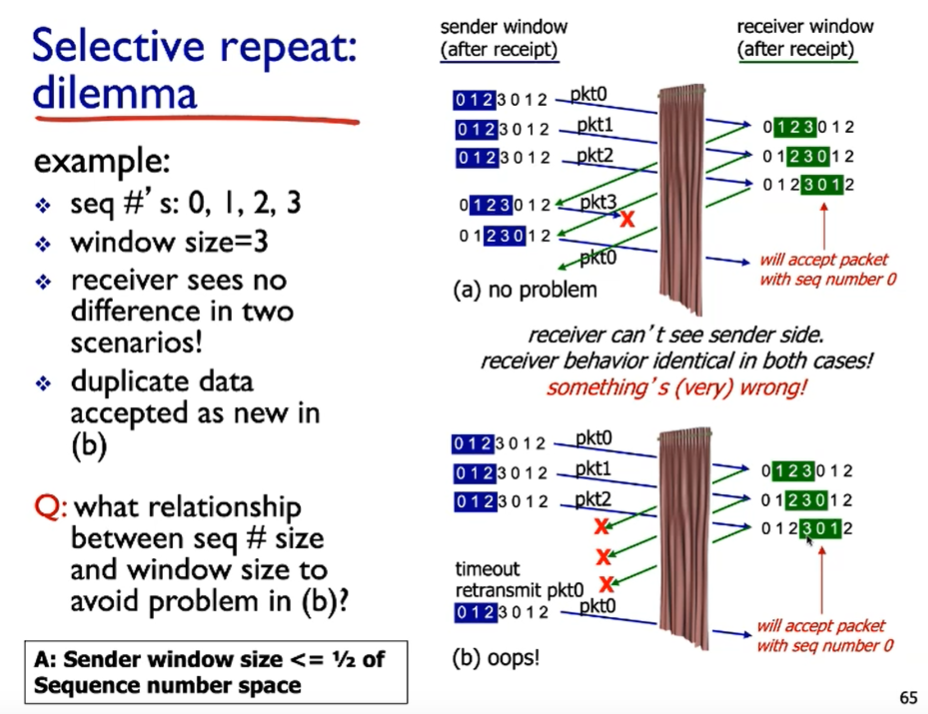 Selective repeat:
dilemma
example:
❖ seq #’ s: 0, 1, 2, 3
❖ window size=3
❖ receiver sees no
difference in two
scenarios!
❖ duplicate data
accepted as new in
(b)
Q: what relationship
between seq # size
and window size to
avoid problem in (b)?
A: Sender window size <= ½ of
Sequence number space
sender window
(after receipt)
receiver window
(after receipt)
0 1 2 3 0 1 2 pkt0
0 1 2 3 0 1 2 pkt1
0 1 2 3 0 1 2 pkt2
0 1 2 3 0 1 2 pkt3
X
0 1 2 3 0 1 2
pkt0
0 1 2 3 0 1 2
0 1 2 3 0 1 2
0 1 2 3 0 1 2
will accept packet
with seq number 0
(a) no problem
receiver can’ t see sender side.
receiver behavior identical in both cases!
something’ s (very) wrong!
0 1 2 3 0 1 2 pkt0
0 1 2 3 0 1 2 pkt1
0 1 2 3 0 1 2 pkt2
X
X
X
timeout
retransmit pkt0
0 1 2 3 0 1 2 pkt0
0 1 2 3 0 1 2
0 1 2 3 0 1 2
0 1 2 3 0 1 2
will accept packet
with seq number 0
(b) oops!
65